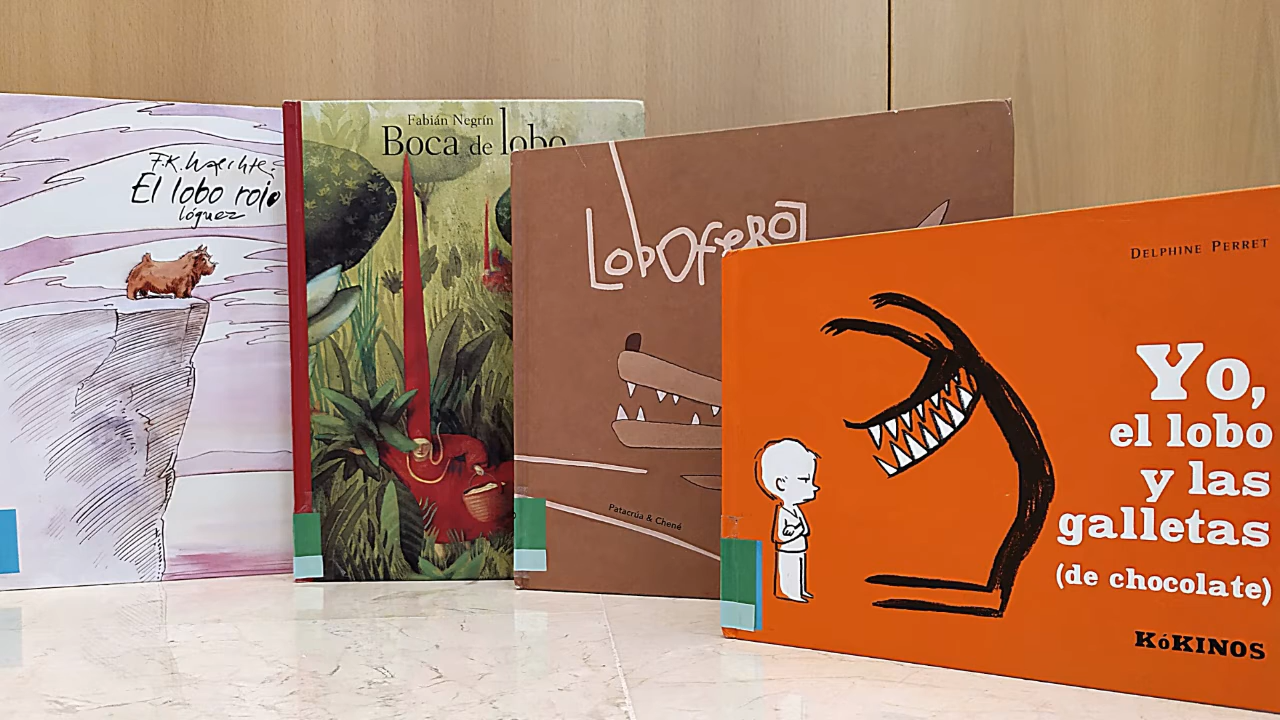 F.K. Waechter
El lobo rojo
lóguez
Fabián Negrín
Boca de lobo
Loboferoz
Patacrúa & Chené
DELPHINE PERRET
Yo,
el lobo
y las
galletas
(de chocolate)
KóKINOS